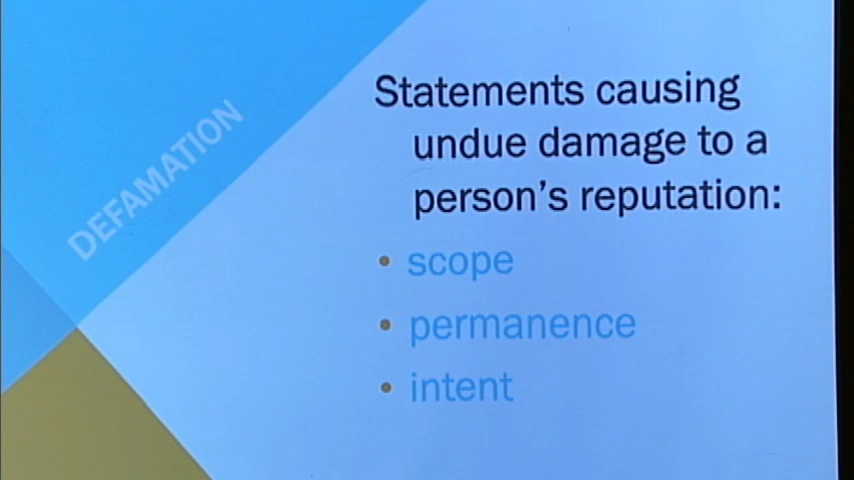 DEFAMATION
Statements causing
undue damage to a
person's reputation:
• scope
• permanence
• intent